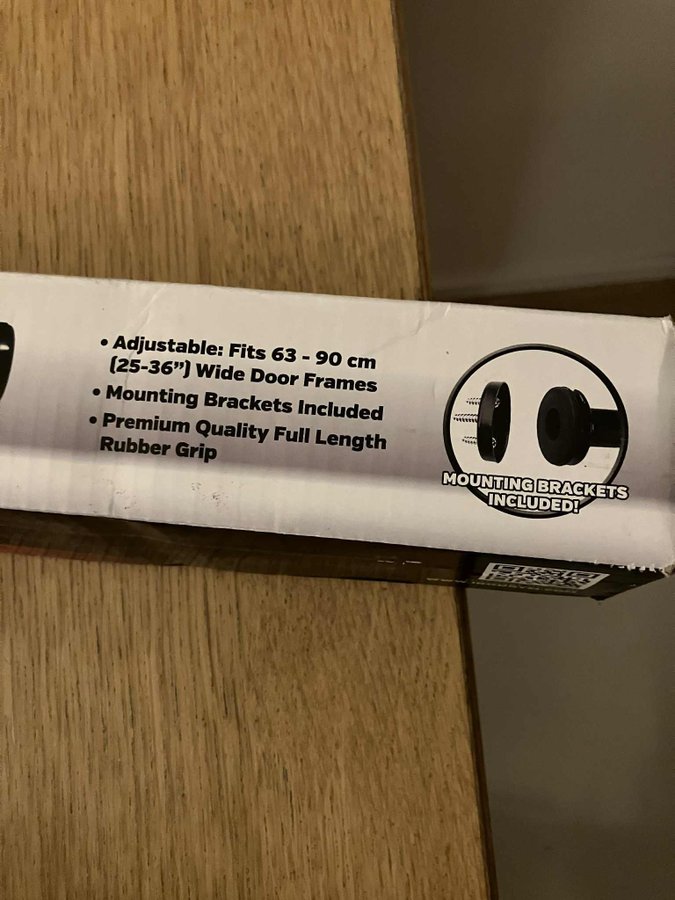 • Adjustable: Fits 63 - 90 cm
(25-36”) Wide Door Frames
• Mounting Brackets Included
• Premium Quality Full Length
Rubber Grip
MOUNTING BRACKETS
INCLUDED!